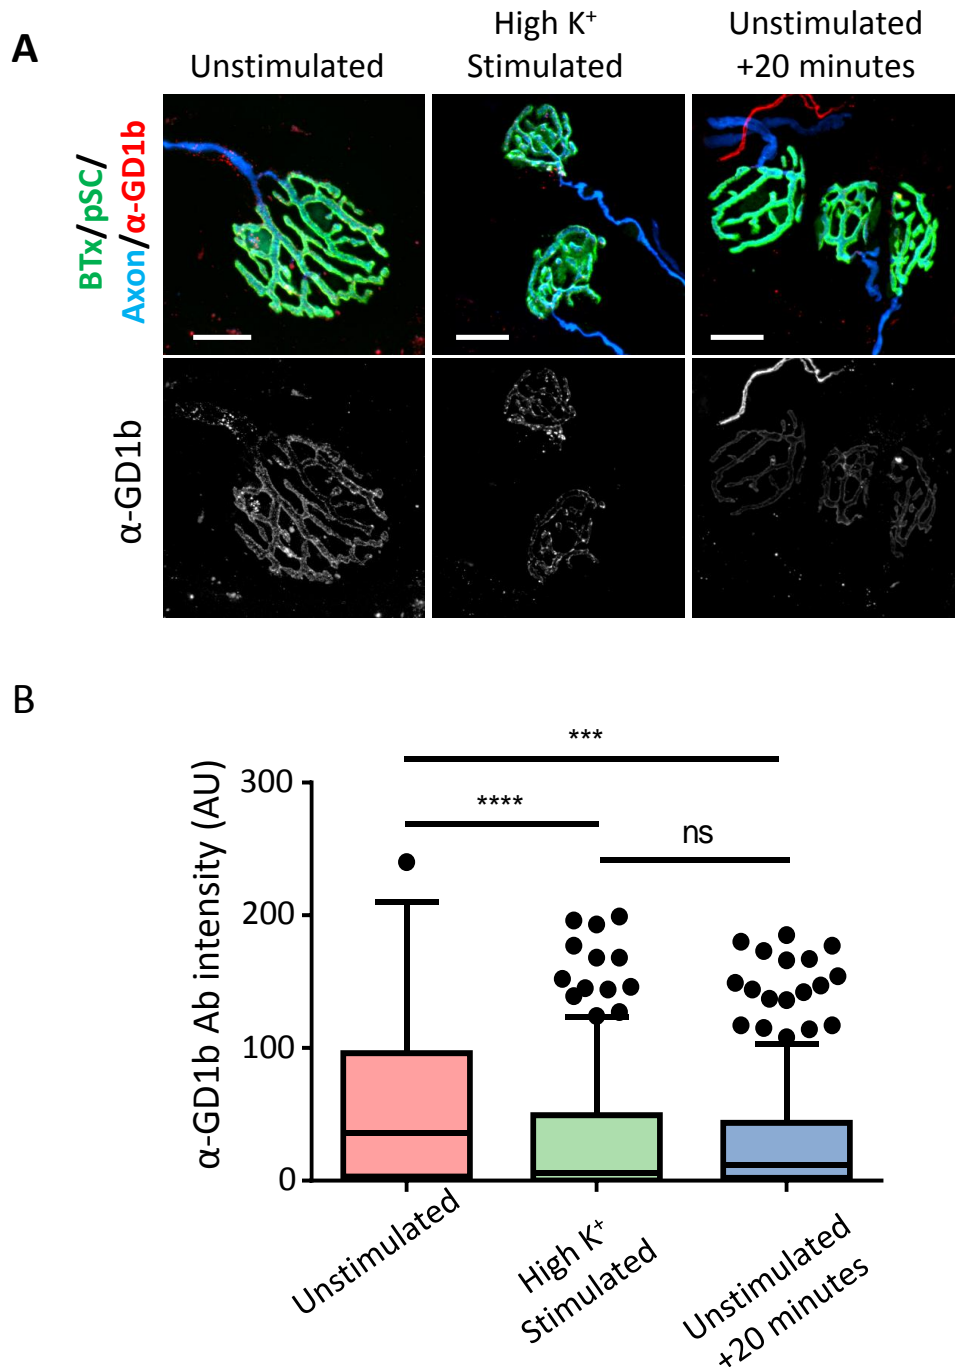 A
Unstimulated
High K⁺
Stimulated
Unstimulated
+20 minutes
BTx/pSC/
Axon/α-GD1b
α-GD1b
B
α-GD1b Ab intensity (AU)
300
200
100
0
***
****
ns
Unstimulated
High K⁺
Stimulated
Unstimulated
+20 minutes